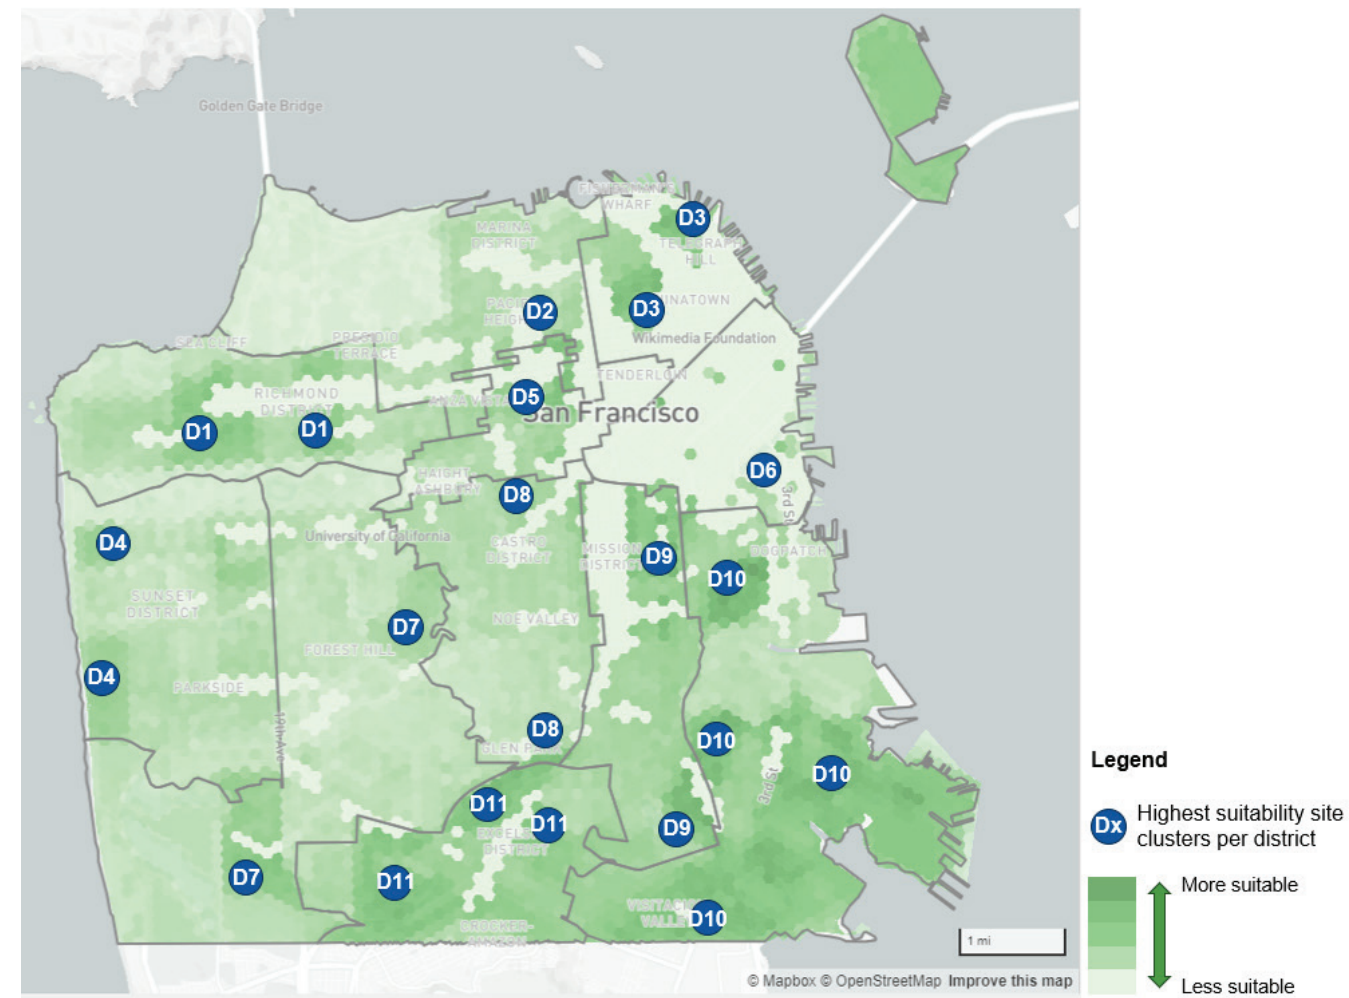 Golden Gate Bridge
FISHERMAN'S
WHARF
D3
TELEGRAPH
HILL
MARINA
DISTRICT
D2
D3
Wikimedia Foundation
SEA CLIFF
PRESIDIO
TERRACE
TENDERLOIN
RICHMOND
DISTRICT
D5
San Francisco
D1
D1
D6
HAIGHT
ASHBURY
D8
3rd St
University of California
D4
CASTRO
DISTRICT
MISSION
DISTRICT
D9
DOGPATCH
D10
SUNSET
DISTRICT
NOE VALLEY
D7
FOREST HILL
D4
PARKSIDE
19th Ave
D8
GLEN PARK
D10
3rd St
D10
D11
D11
DISTRICT
D9
D7
D11
D10
CROCKER-
AMAZON
1 mi
© Mapbox © OpenStreetMap Improve this map
Legend
Dx
Highest suitability site
clusters per district
More suitable
Less suitable